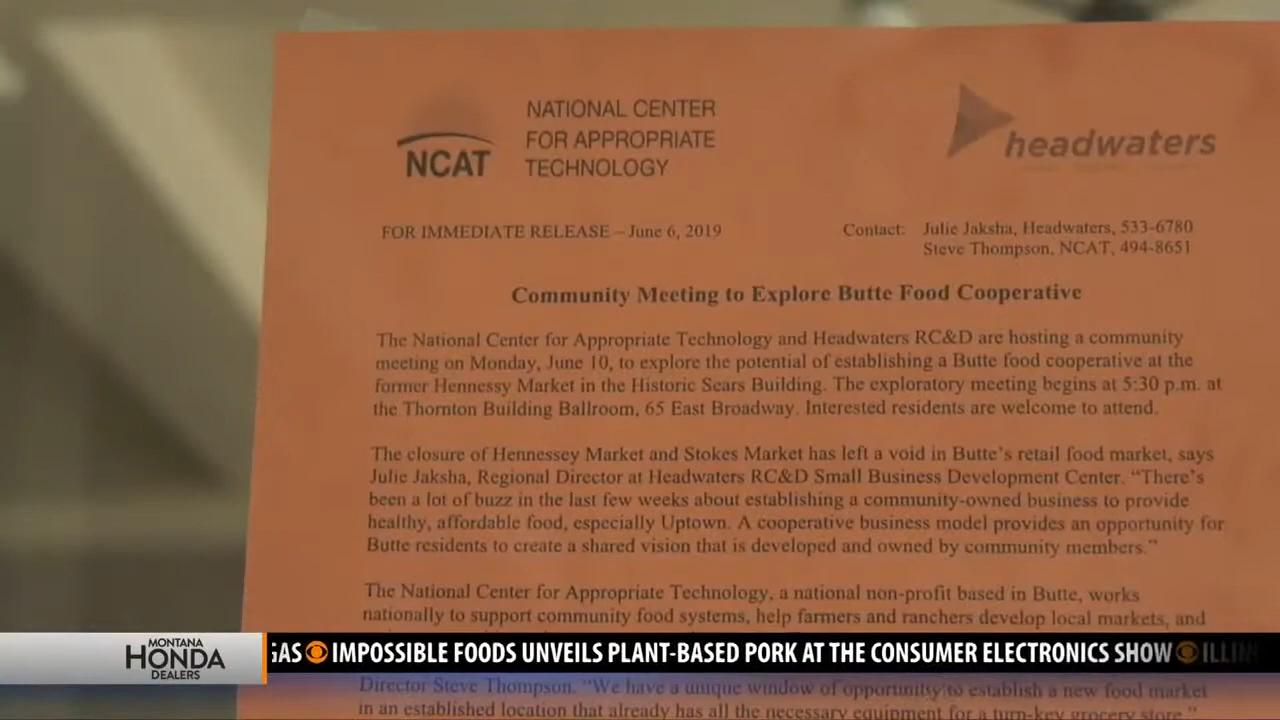 NCAT
NATIONAL CENTER
FOR APPROPRIATE
TECHNOLOGY
headwaters
FOR IMMEDIATE RELEASE – June 6, 2019
Contact: Julie Jaksha, Headwaters, 533-6780
Steve Thompson, NCAT, 494-8651
Community Meeting to Explore Butte Food Cooperative
The National Center for Appropriate Technology and Headwaters RC&D are hosting a community
meeting on Monday, June 10, to explore the potential of establishing a Butte food cooperative at the
former Hennessy Market in the Historic Sears Building. The exploratory meeting begins at 5:30 p.m. at
the Thornton Building Ballroom, 65 East Broadway. Interested residents are welcome to attend.
The closure of Hennessey Market and Stokes Market has left a void in Butte's retail food market, says
Julie Jaksha, Regional Director at Headwaters RC&D Small Business Development Center. “There's
been a lot of buzz in the last few weeks about establishing a community-owned business to provide
healthy, affordable food, especially Uptown. A cooperative business model provides an opportunity for
Butte residents to create a shared vision that is developed and owned by community members.”
The National Center for Appropriate Technology, a national non-profit based in Butte, works
nationally to support community food systems, help farmers and ranchers develop local markets, and
MONTANA
HONDA
DEALERS
GAS IMPOSSIBLE FOODS UNVEILS PLANT-BASED PORK AT THE CONSUMER ELECTRONICS SHOW ILLIN
Director Steve Thompson. “We have a unique window of opportunity to establish a new food market
in an established location that already has all the necessary equipment for a turn-key grocery store.”